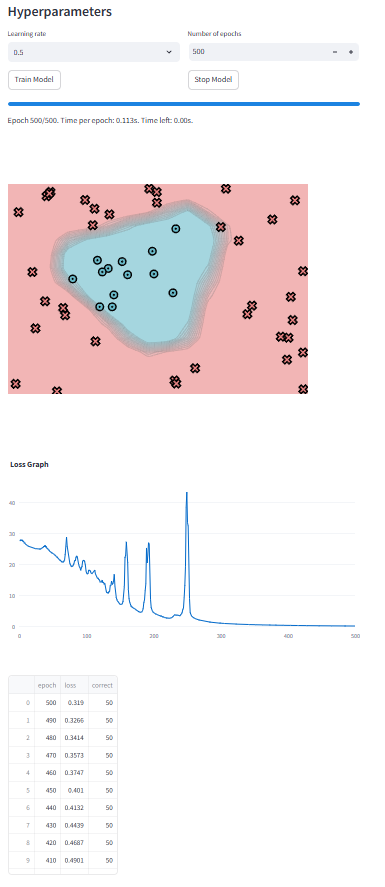 Hyperparameters
Learning rate Number of epochs
0.5 500 − +
Train Model Stop Model
Epoch 500/500. Time per epoch: 0.113s. Time left: 0.00s.
Loss Graph
40
30
20
10
0
0 100 200 300 400 500
epoch loss correct
0 500 0.319 50
1 490 0.3266 50
2 480 0.3414 50
3 470 0.3573 50
4 460 0.3747 50
5 450 0.401 50
6 440 0.4132 50
7 430 0.4439 50
8 420 0.4687 50
9 410 0.4901 50